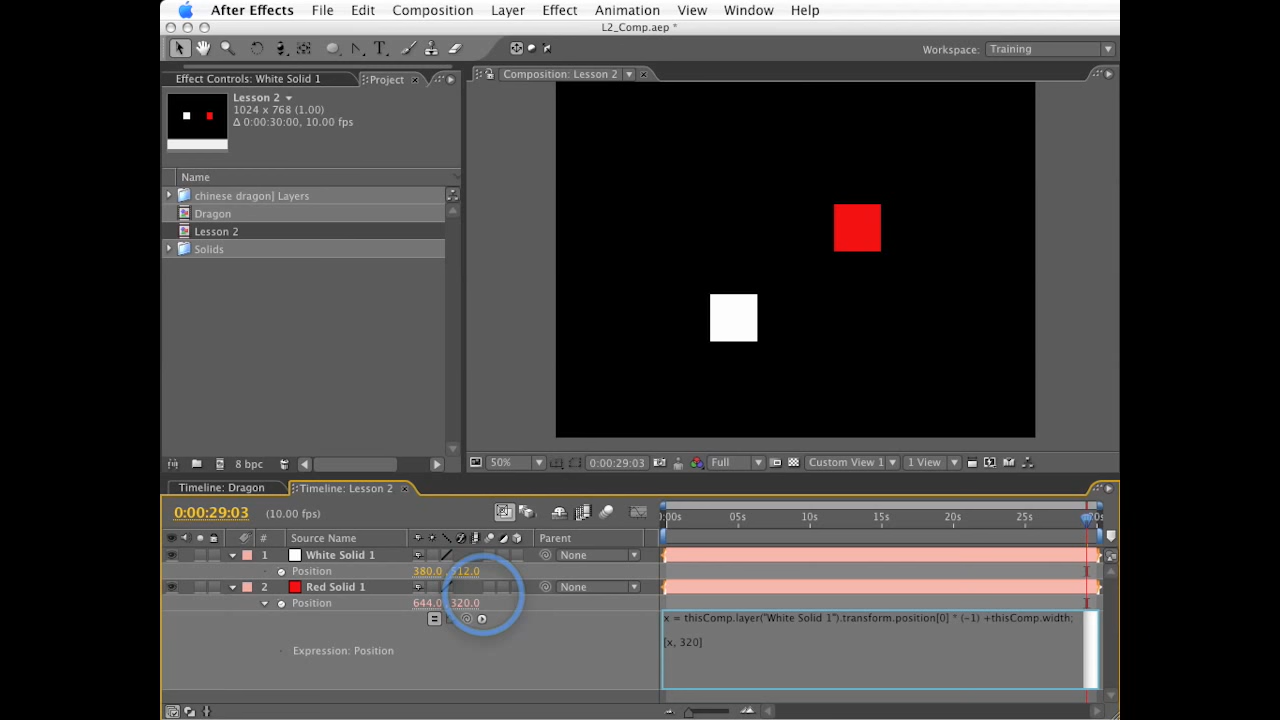 After Effects File Edit Composition Layer Effect Animation View Window Help
L2_Comp.aep *
Workspace: Training
Effect Controls: White Solid 1
Project
Composition: Lesson 2
Lesson 2
1024 x 768 (1.00)
Δ 0:00:30:00, 10.00 fps
Name
chinese dragon| Layers
Dragon
Lesson 2
Solids
8 bpc
50%
0:00:29:03
Full
Custom View 1
1 View
Timeline: Dragon
Timeline: Lesson 2
0:00:29:03
(10.00 fps)
:00s 05s 10s 15s 20s 25s
# Source Name Parent
1 White Solid 1 None
Position 380.0, 512.0
2 Red Solid 1 None
Position 644.0, 320.0
x = thisComp.layer("White Solid 1").transform.position[0] * (-1) +thisComp.width;
[x, 320]
Expression: Position